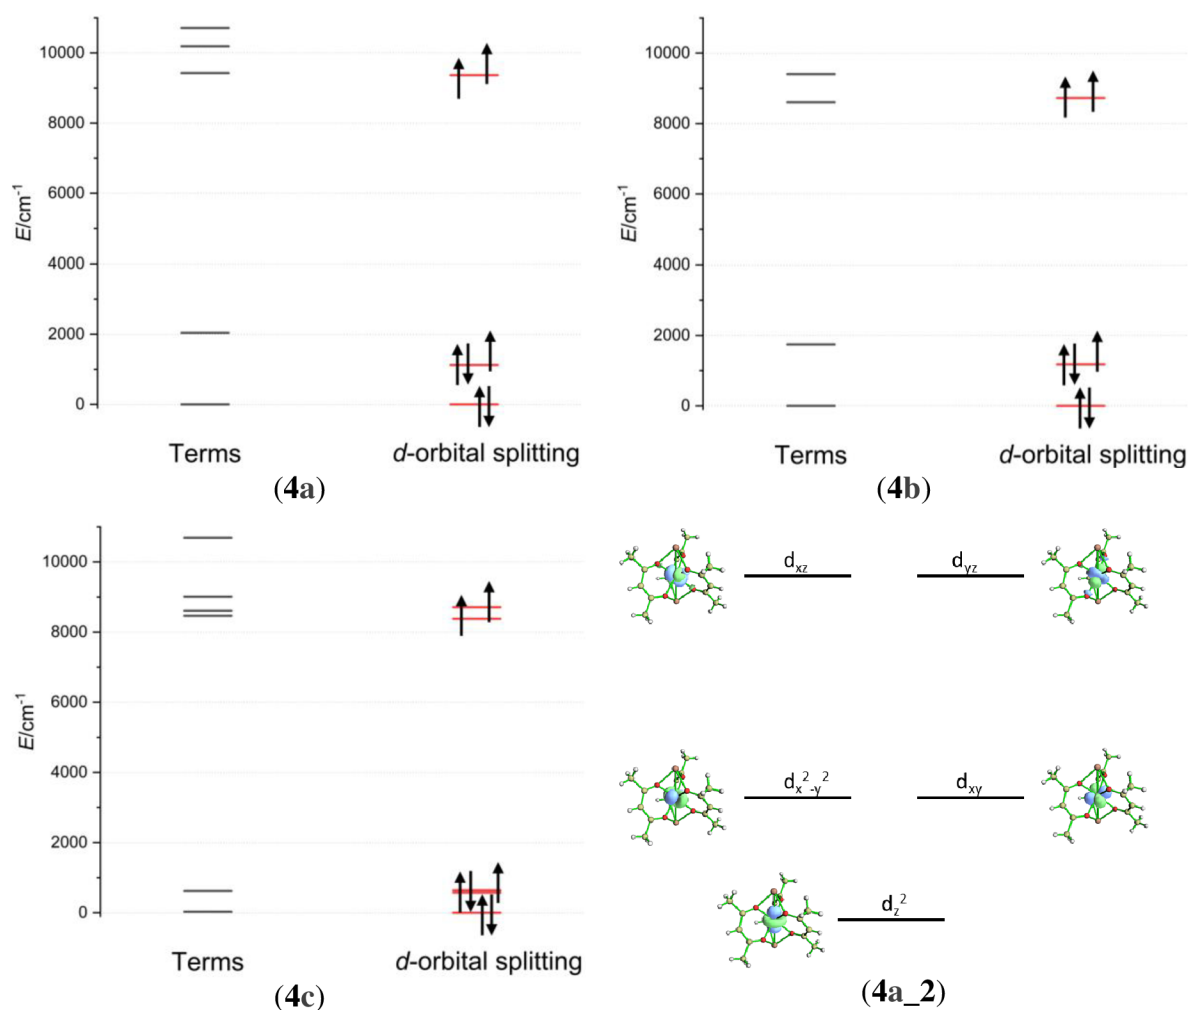 10000
8000
6000
4000
2000
0
E/cm-1
Terms
d-orbital splitting
(4a)
10000
8000
6000
4000
2000
0
E/cm-1
Terms
d-orbital splitting
(4b)
10000
8000
6000
4000
2000
0
E/cm-1
Terms
d-orbital splitting
(4c)
dxz
dyz
dx2-y2
dxy
dz2
(4a_2)